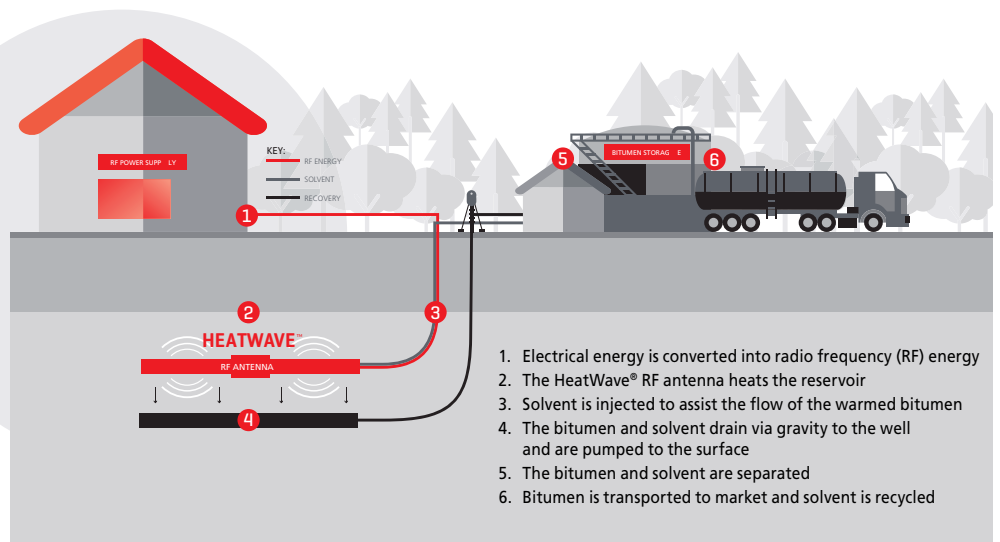 RF POWER SUPP LY
KEY:
RF ENERGY
SOLVENT
RECOVERY
BITUMEN STORAG E
5
6
1
2
3
HEATWAVE™
RF ANTENNA
4
1. Electrical energy is converted into radio frequency (RF) energy
2. The HeatWave® RF antenna heats the reservoir
3. Solvent is injected to assist the flow of the warmed bitumen
4. The bitumen and solvent drain via gravity to the well
and are pumped to the surface
5. The bitumen and solvent are separated
6. Bitumen is transported to market and solvent is recycled